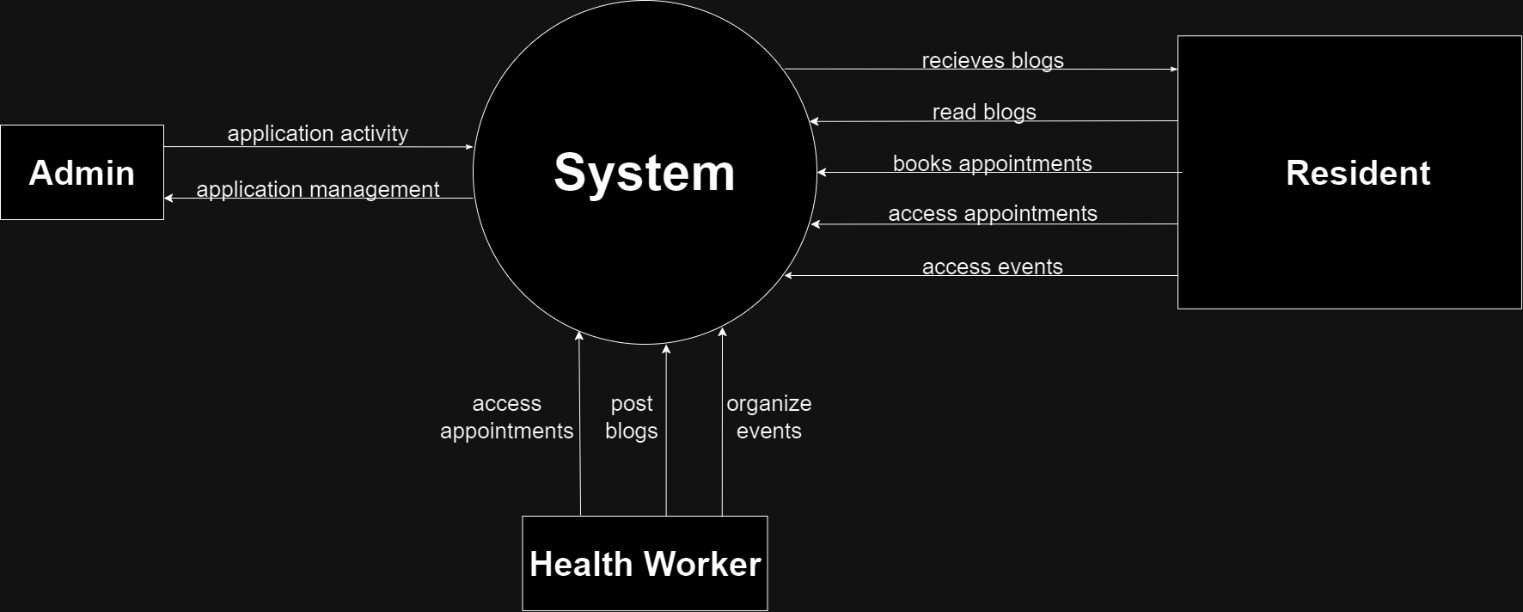 recieves blogs
read blogs
application activity
Admin
System
books appointments
Resident
application management
access appointments
access events
access
appointments
post
blogs
organize
events
Health Worker